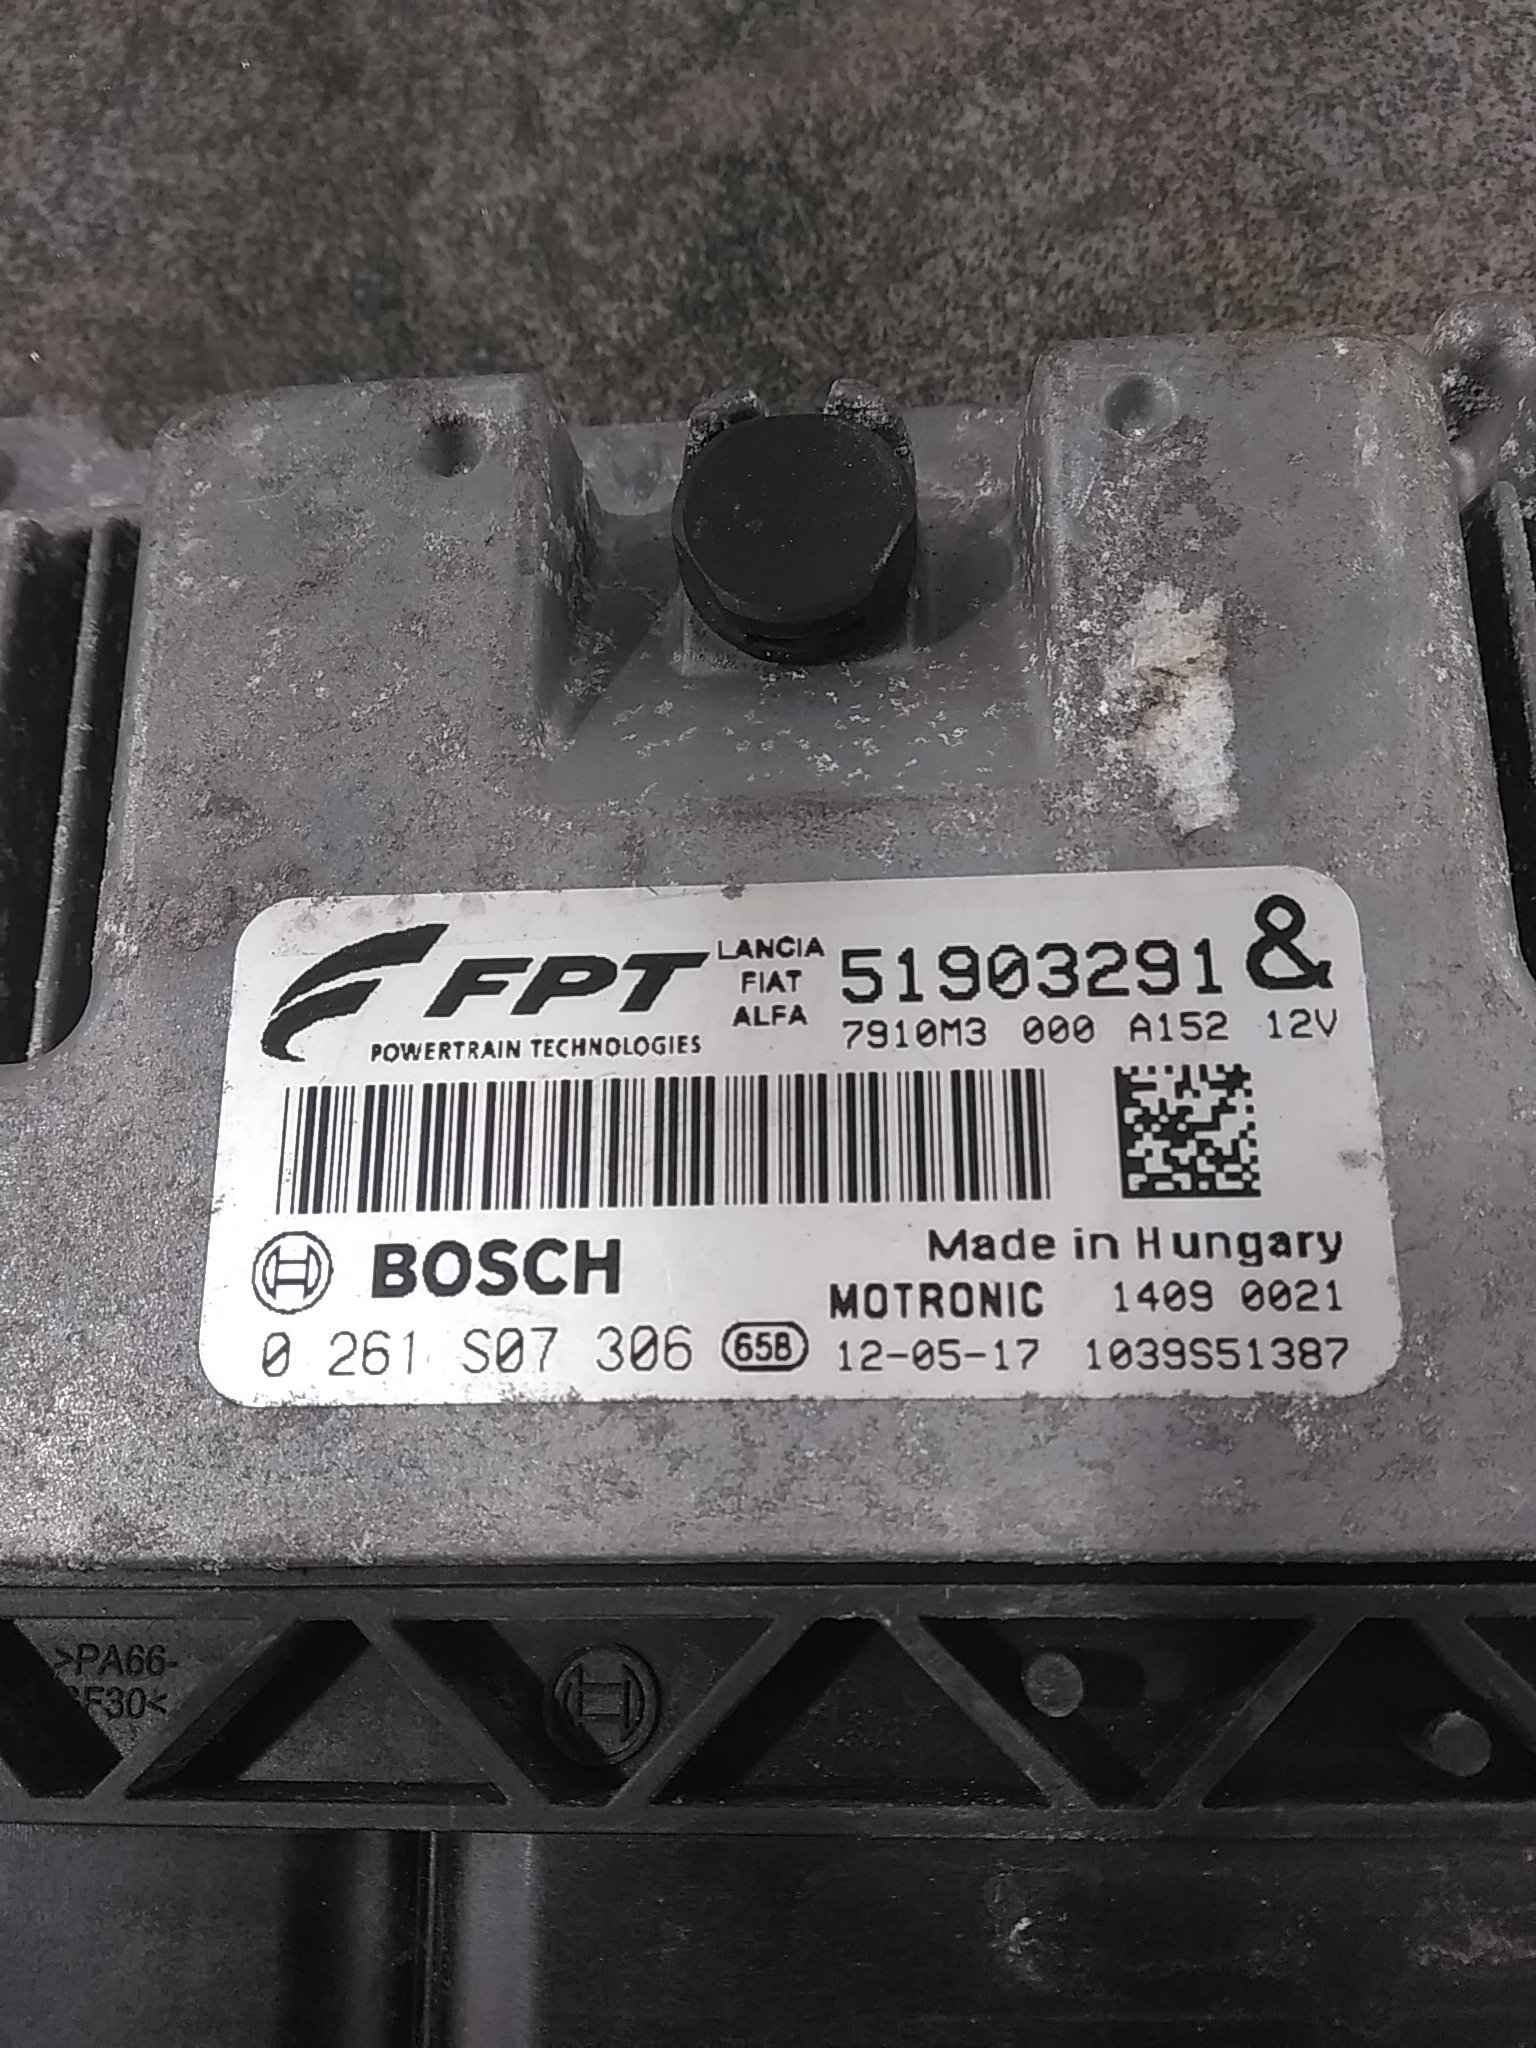 FPT
POWERTRAIN TECHNOLOGIES
LANCIA
FIAT
ALFA
51903291 &
7910M3 000 A152 12V
BOSCH
Made in Hungary
MOTRONIC 1409 0021
0 261 S07 306 65B 12-05-17 1039S51387
>PA66-
GF30<